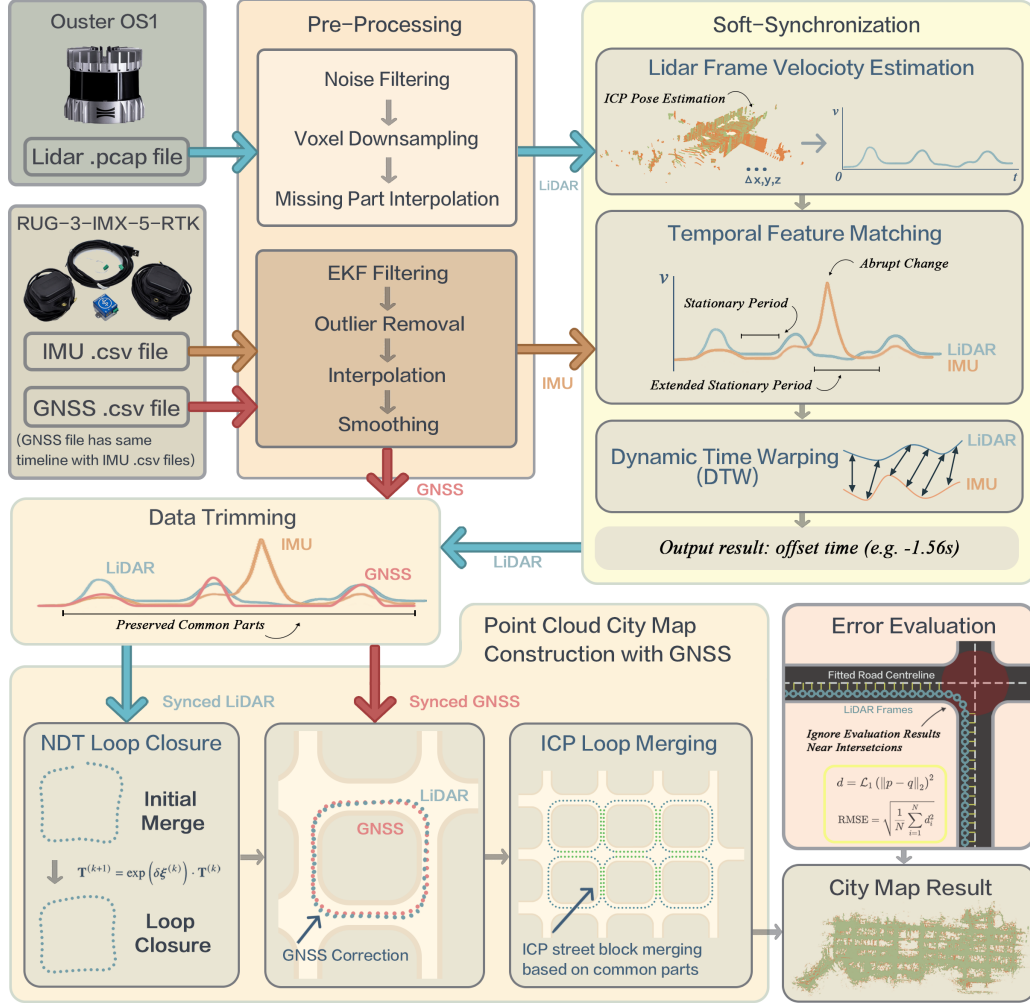 Ouster OS1
Lidar .pcap file
RUG-3-IMX-5-RTK
IMU .csv file
GNSS .csv file
(GNSS file has same
timeline with IMU .csv files)
Pre-Processing
Noise Filtering
Voxel Downsampling
Missing Part Interpolation
EKF Filtering
Outlier Removal
Interpolation
Smoothing
LiDAR
IMU
GNSS
Soft-Synchronization
Lidar Frame Velocioty Estimation
ICP Pose Estimation
Δx,y,z
v
0
t
Temporal Feature Matching
v
Abrupt Change
Stationary Period
LiDAR
IMU
Extended Stationary Period
Dynamic Time Warping
(DTW)
LiDAR
IMU
Output result: offset time (e.g. -1.56s)
LiDAR
Data Trimming
IMU
LiDAR
GNSS
Preserved Common Parts
Point Cloud City Map
Construction with GNSS
Synced LiDAR
Synced GNSS
NDT Loop Closure
Initial
Merge
T^(k+1) = exp (δξ^(k)) · T^(k)
Loop
Closure
LiDAR
GNSS
GNSS Correction
ICP Loop Merging
ICP street block merging
based on common parts
Error Evaluation
Fitted Road Centreline
LiDAR Frames
Ignore Evaluation Results
Near Intersetcions
d = ℒ₁ (‖p − q‖₂)²
RMSE = √(1/N ∑_{i=1}^{N} d_i²)
City Map Result